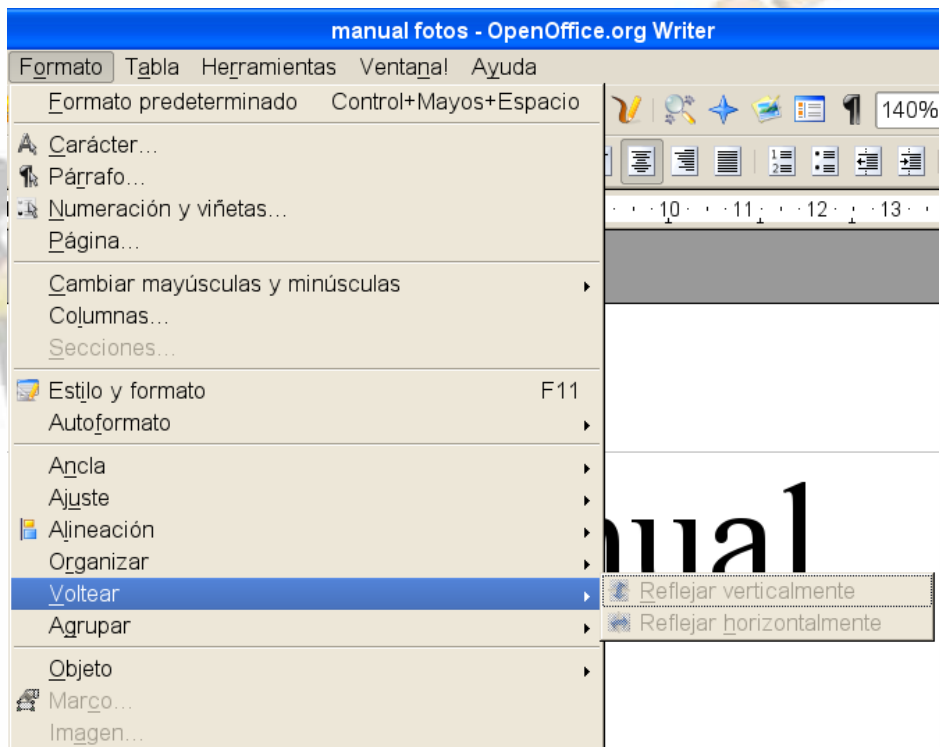 manual fotos - OpenOffice.org Writer
Formato Tabla Herramientas Ventana! Ayuda
Formato predeterminado Control+Mayos+Espacio
140%
Carácter...
Párrafo...
Numeración y viñetas...
10 11 12 13
Página...
Cambiar mayúsculas y minúsculas
Columnas...
Secciones...
Estilo y formato F11
Autoformato
Ancla
Ajuste
Alineación
nual
Organizar
Voltear
Reflejar verticalmente
Reflejar horizontalmente
Agrupar
Objeto
Marco...
Imagen...